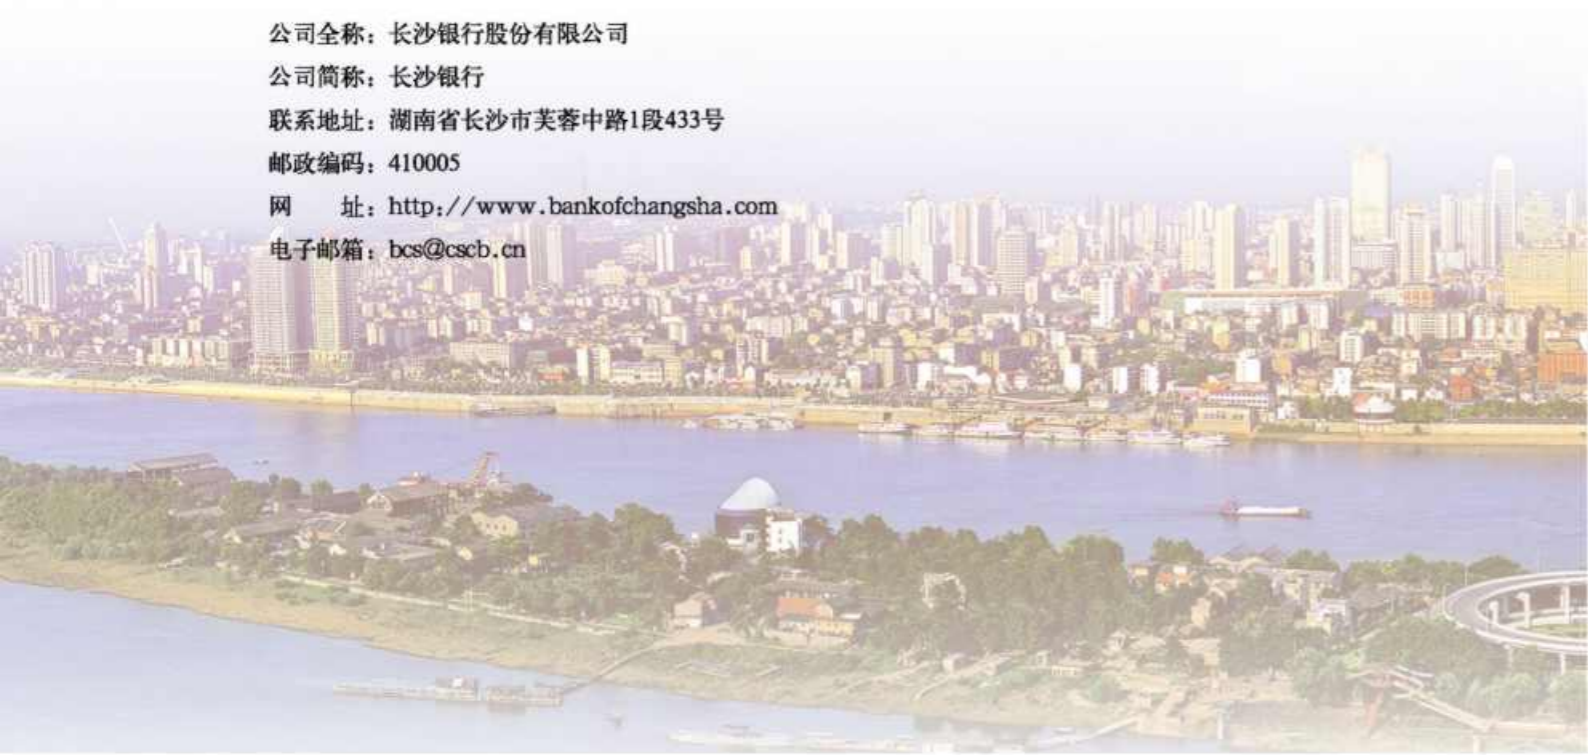 公司全称：长沙银行股份有限公司
公司简称：长沙银行
联系地址：湖南省长沙市芙蓉中路1段433号
邮政编码：410005
网　　址：http://www.bankofchangsha.com
电子邮箱：bcs@cscb.cn